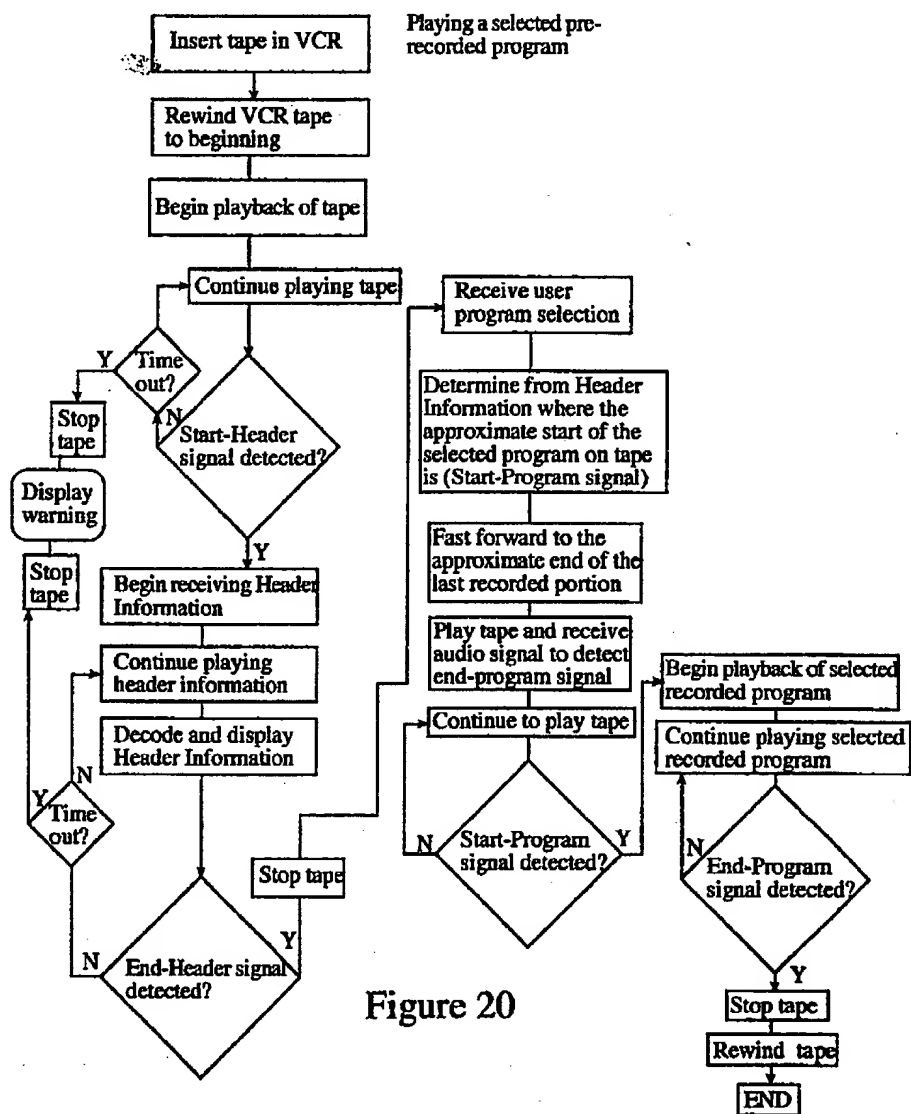 Playing a selected pre-
recorded program
Insert tape in VCR
Rewind VCR tape
to beginning
Begin playback of tape
Continue playing tape
Y
Time
out?
N
Stop
tape
Start-Header
signal detected?
Display
warning
Y
Stop
tape
Begin receiving Header
Information
Continue playing
header information
Decode and display
Header Information
N
Y
Time
out?
Stop tape
N
Y
End-Header signal
detected?
Receive user
program selection
Determine from Header
Information where the
approximate start of the
selected program on tape
is (Start-Program signal)
Fast forward to the
approximate end of the
last recorded portion
Play tape and receive
audio signal to detect
end-program signal
Continue to play tape
N
Start-Program
signal detected?
Y
Begin playback of selected
recorded program
Continue playing selected
recorded program
N
End-Program
signal detected?
Y
Stop tape
Rewind tape
END
Figure 20